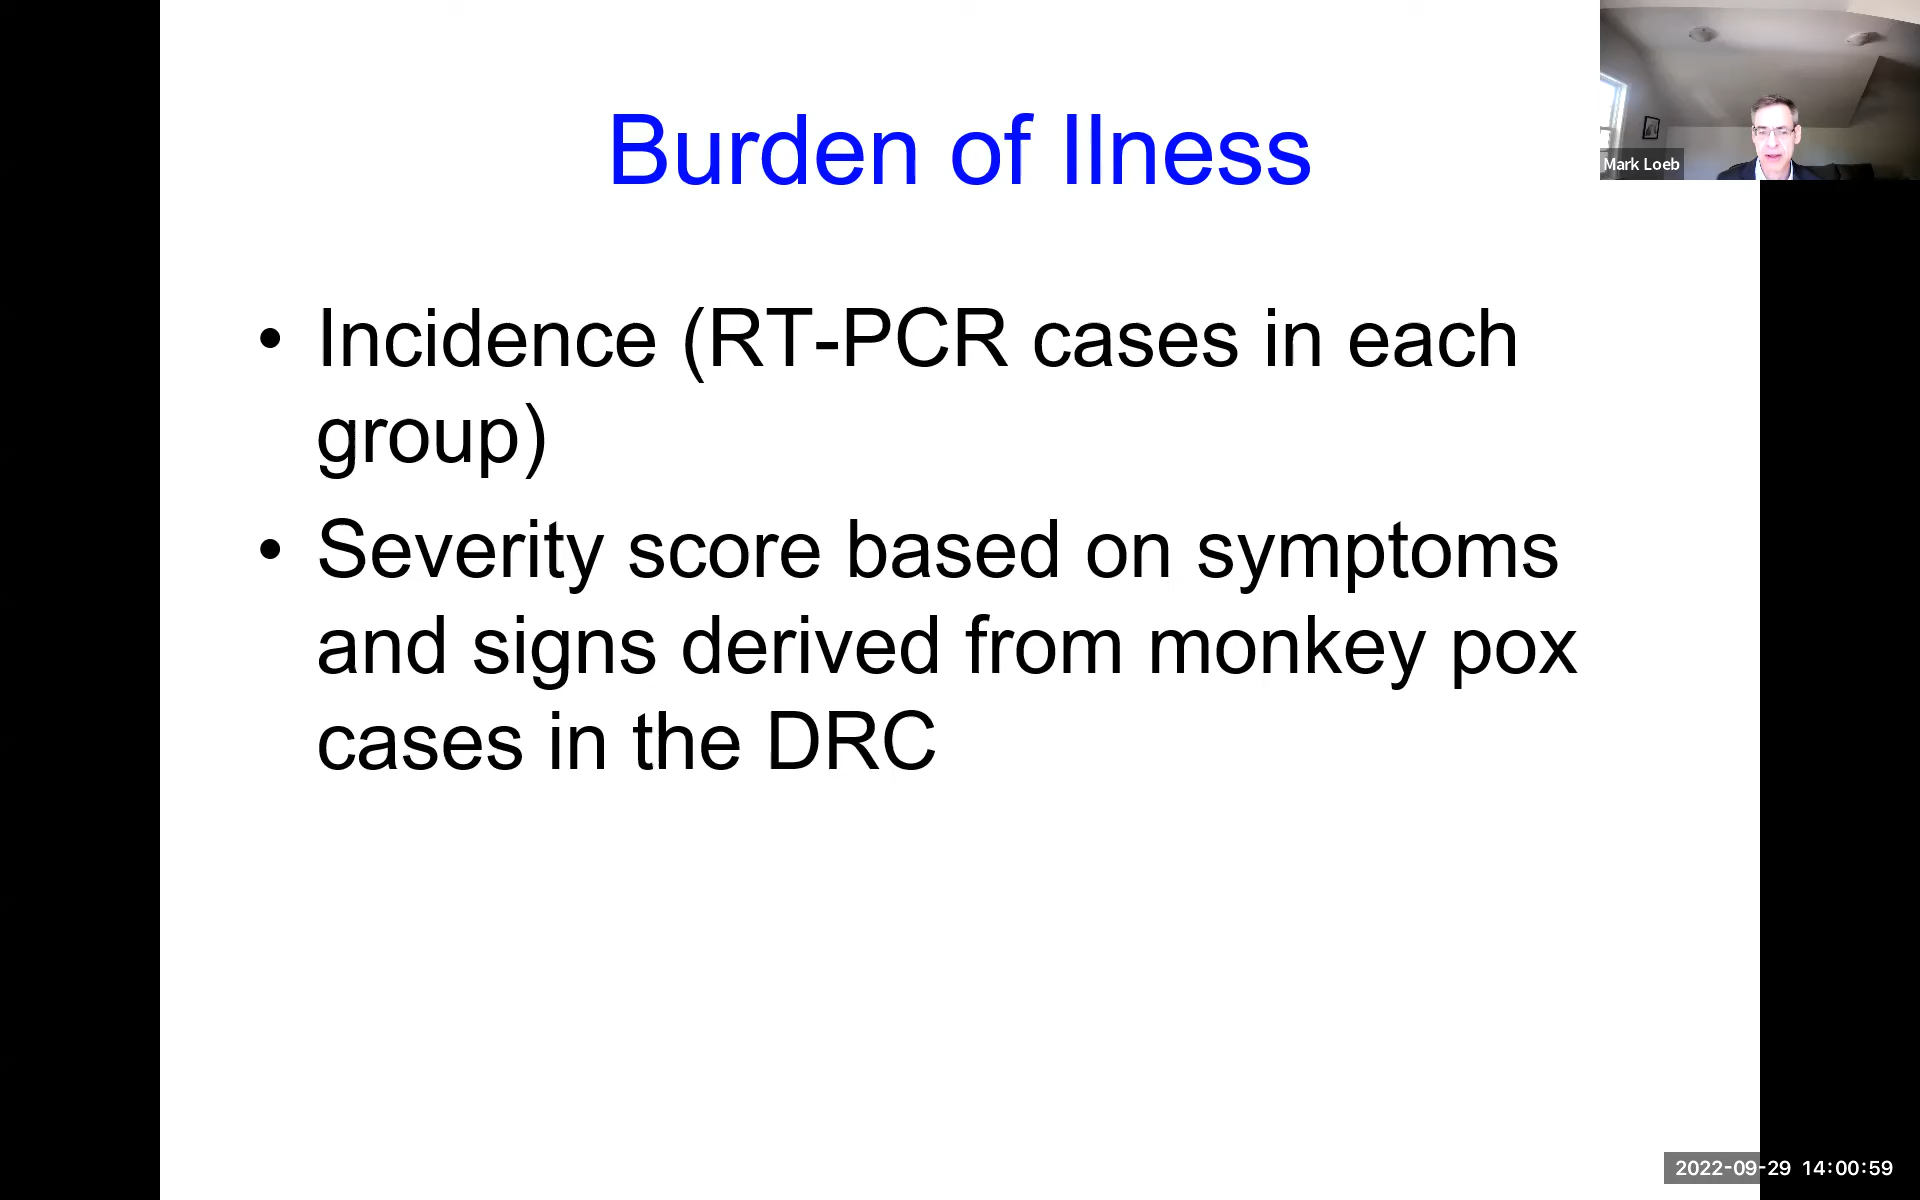 Burden of Ilness
• Incidence (RT-PCR cases in each
group)
• Severity score based on symptoms
and signs derived from monkey pox
cases in the DRC
Mark Loeb
2022-09-29 14:00:59